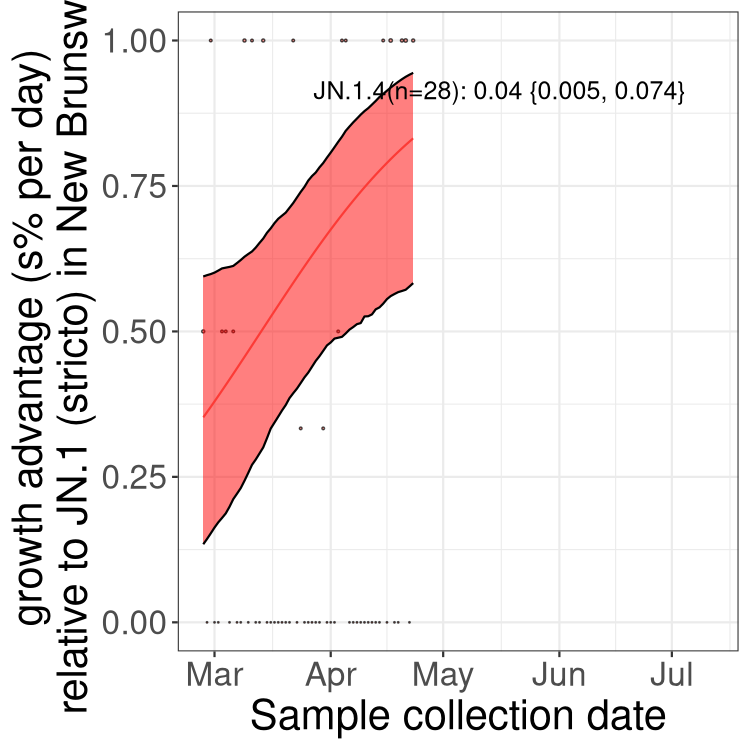 growth advantage (s% per day)
relative to JN.1 (stricto) in New Brunsw
1.00
0.75
0.50
0.25
0.00
JN.1.4(n=28): 0.04 {0.005, 0.074}
Mar Apr May Jun Jul
Sample collection date